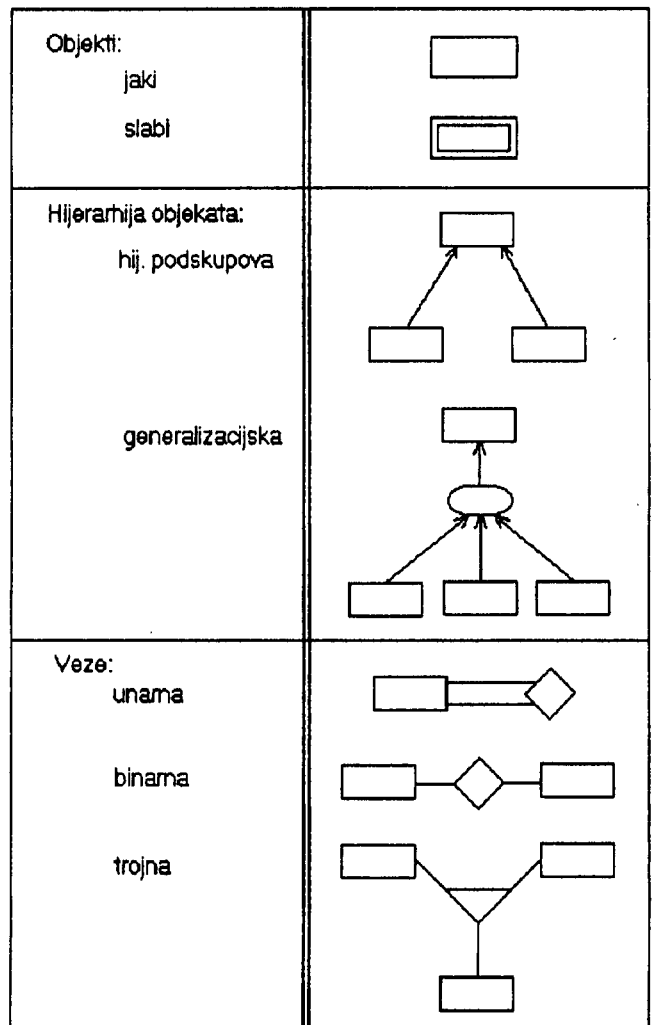 Objekti:
jaki
slabi
Hijerarhija objekata:
hij. podskupova
generalizacijska
Veze:
unarna
binarna
trojna